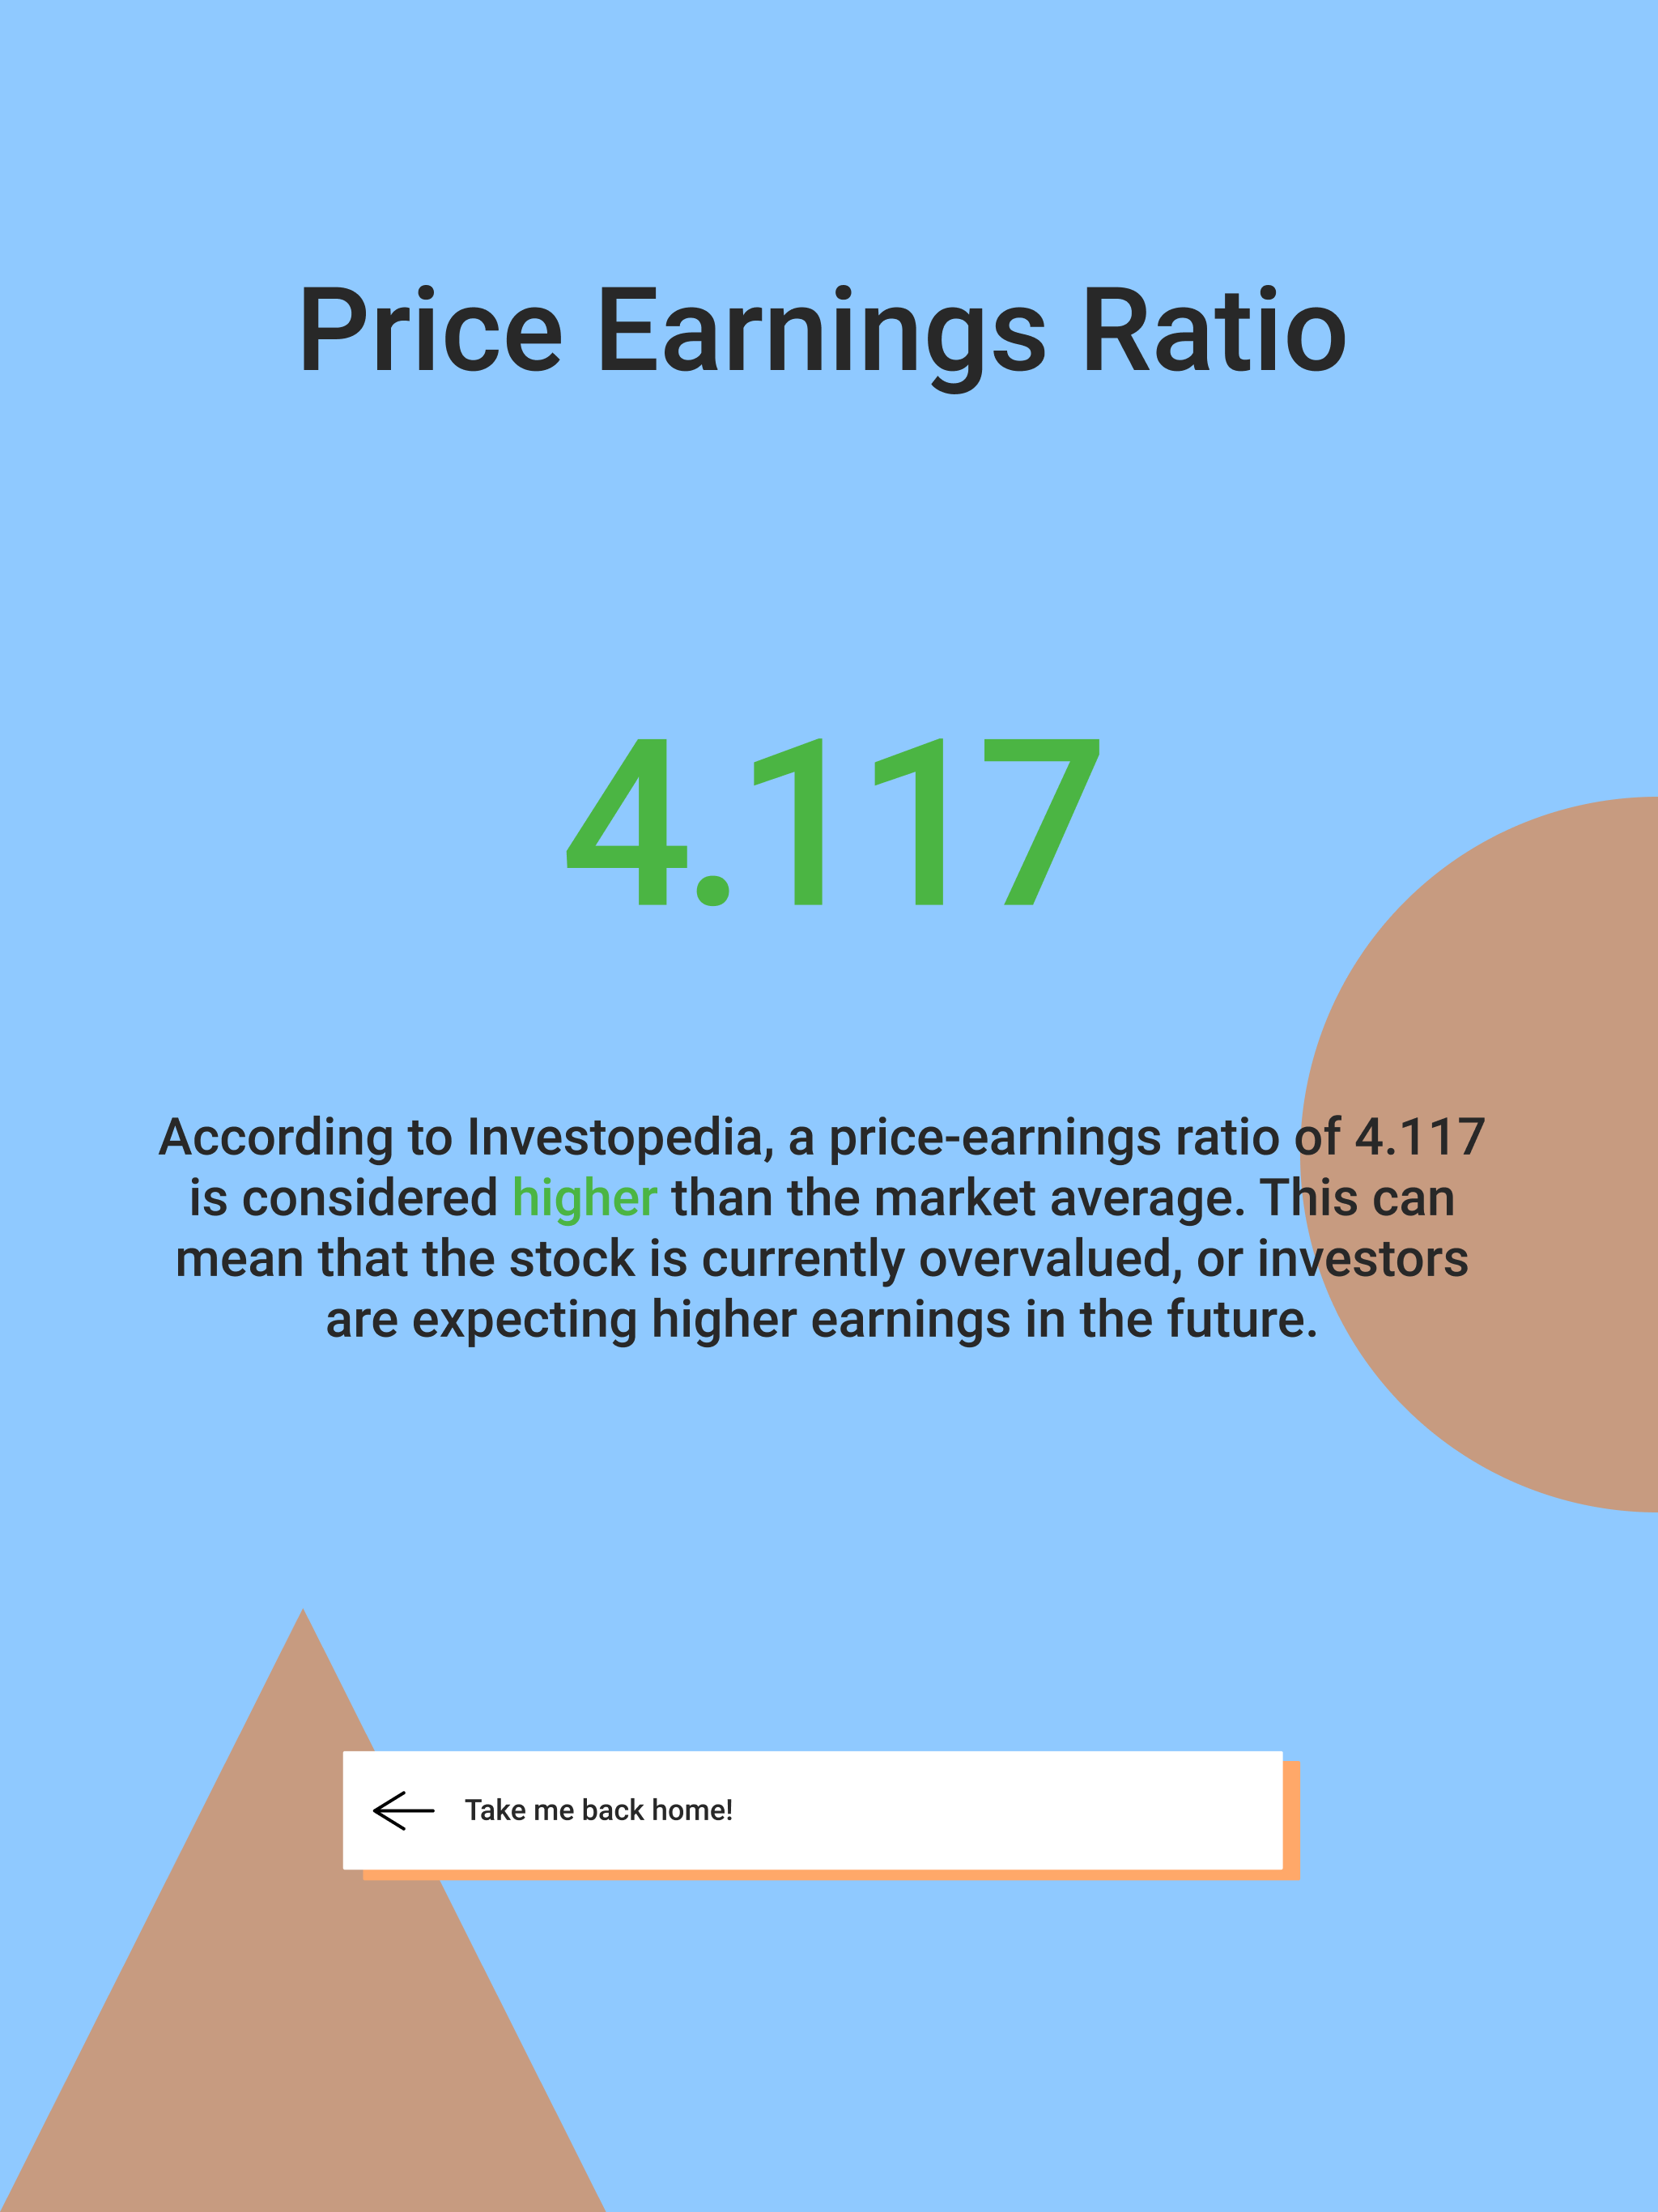 Price Earnings Ratio
4.117
According to Investopedia, a price-earnings ratio of 4.117
is considered higher than the market average. This can
mean that the stock is currently overvalued, or investors
are expecting higher earnings in the future.
Take me back home!